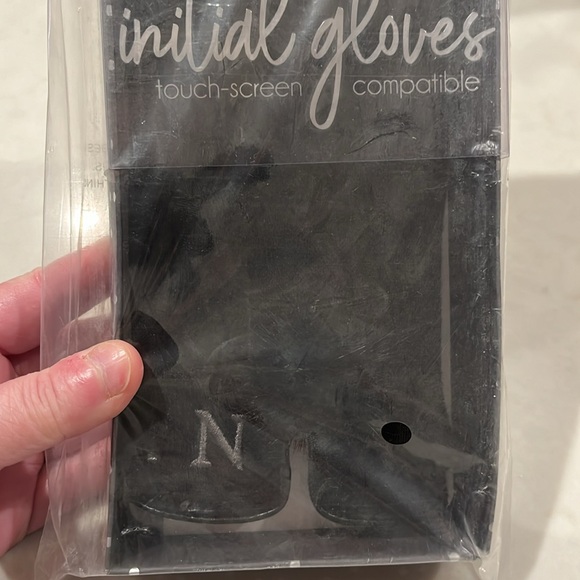 initial gloves
touch-screen compatible
N